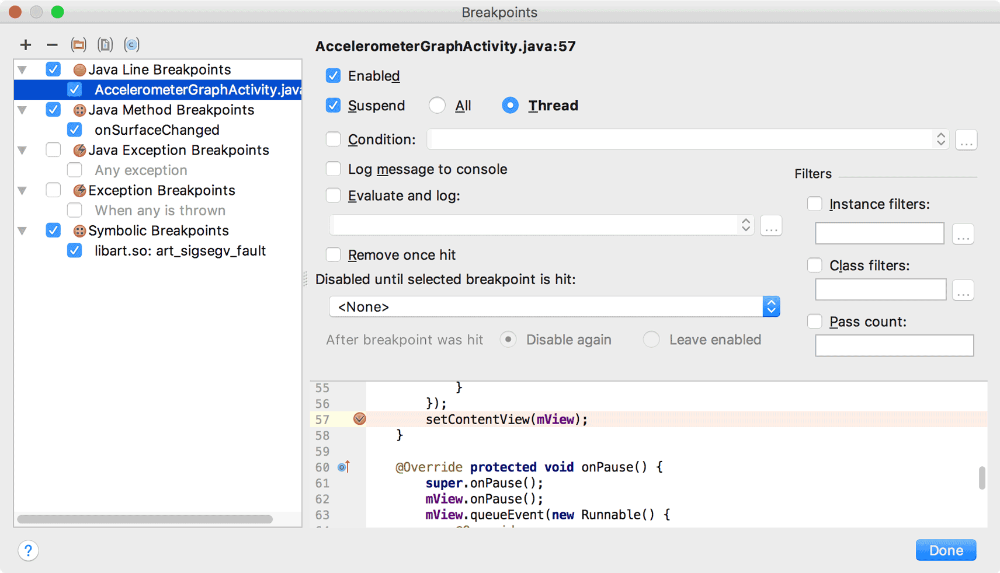 Breakpoints
AccelerometerGraphActivity.java:57
Java Line Breakpoints
AccelerometerGraphActivity.java
Java Method Breakpoints
onSurfaceChanged
Java Exception Breakpoints
Any exception
Exception Breakpoints
When any is thrown
Symbolic Breakpoints
libart.so: art_sigsegv_fault
Enabled
Suspend All Thread
Condition: ...
Log message to console
Evaluate and log:
...
Remove once hit
Disabled until selected breakpoint is hit:
<None>
After breakpoint was hit Disable again Leave enabled
Filters
Instance filters:
...
Class filters:
...
Pass count:
55 }
56 });
57 setContentView(mView);
58 }
59
60 @Override protected void onPause() {
61 super.onPause();
62 mView.onPause();
63 mView.queueEvent(new Runnable() {
? Done